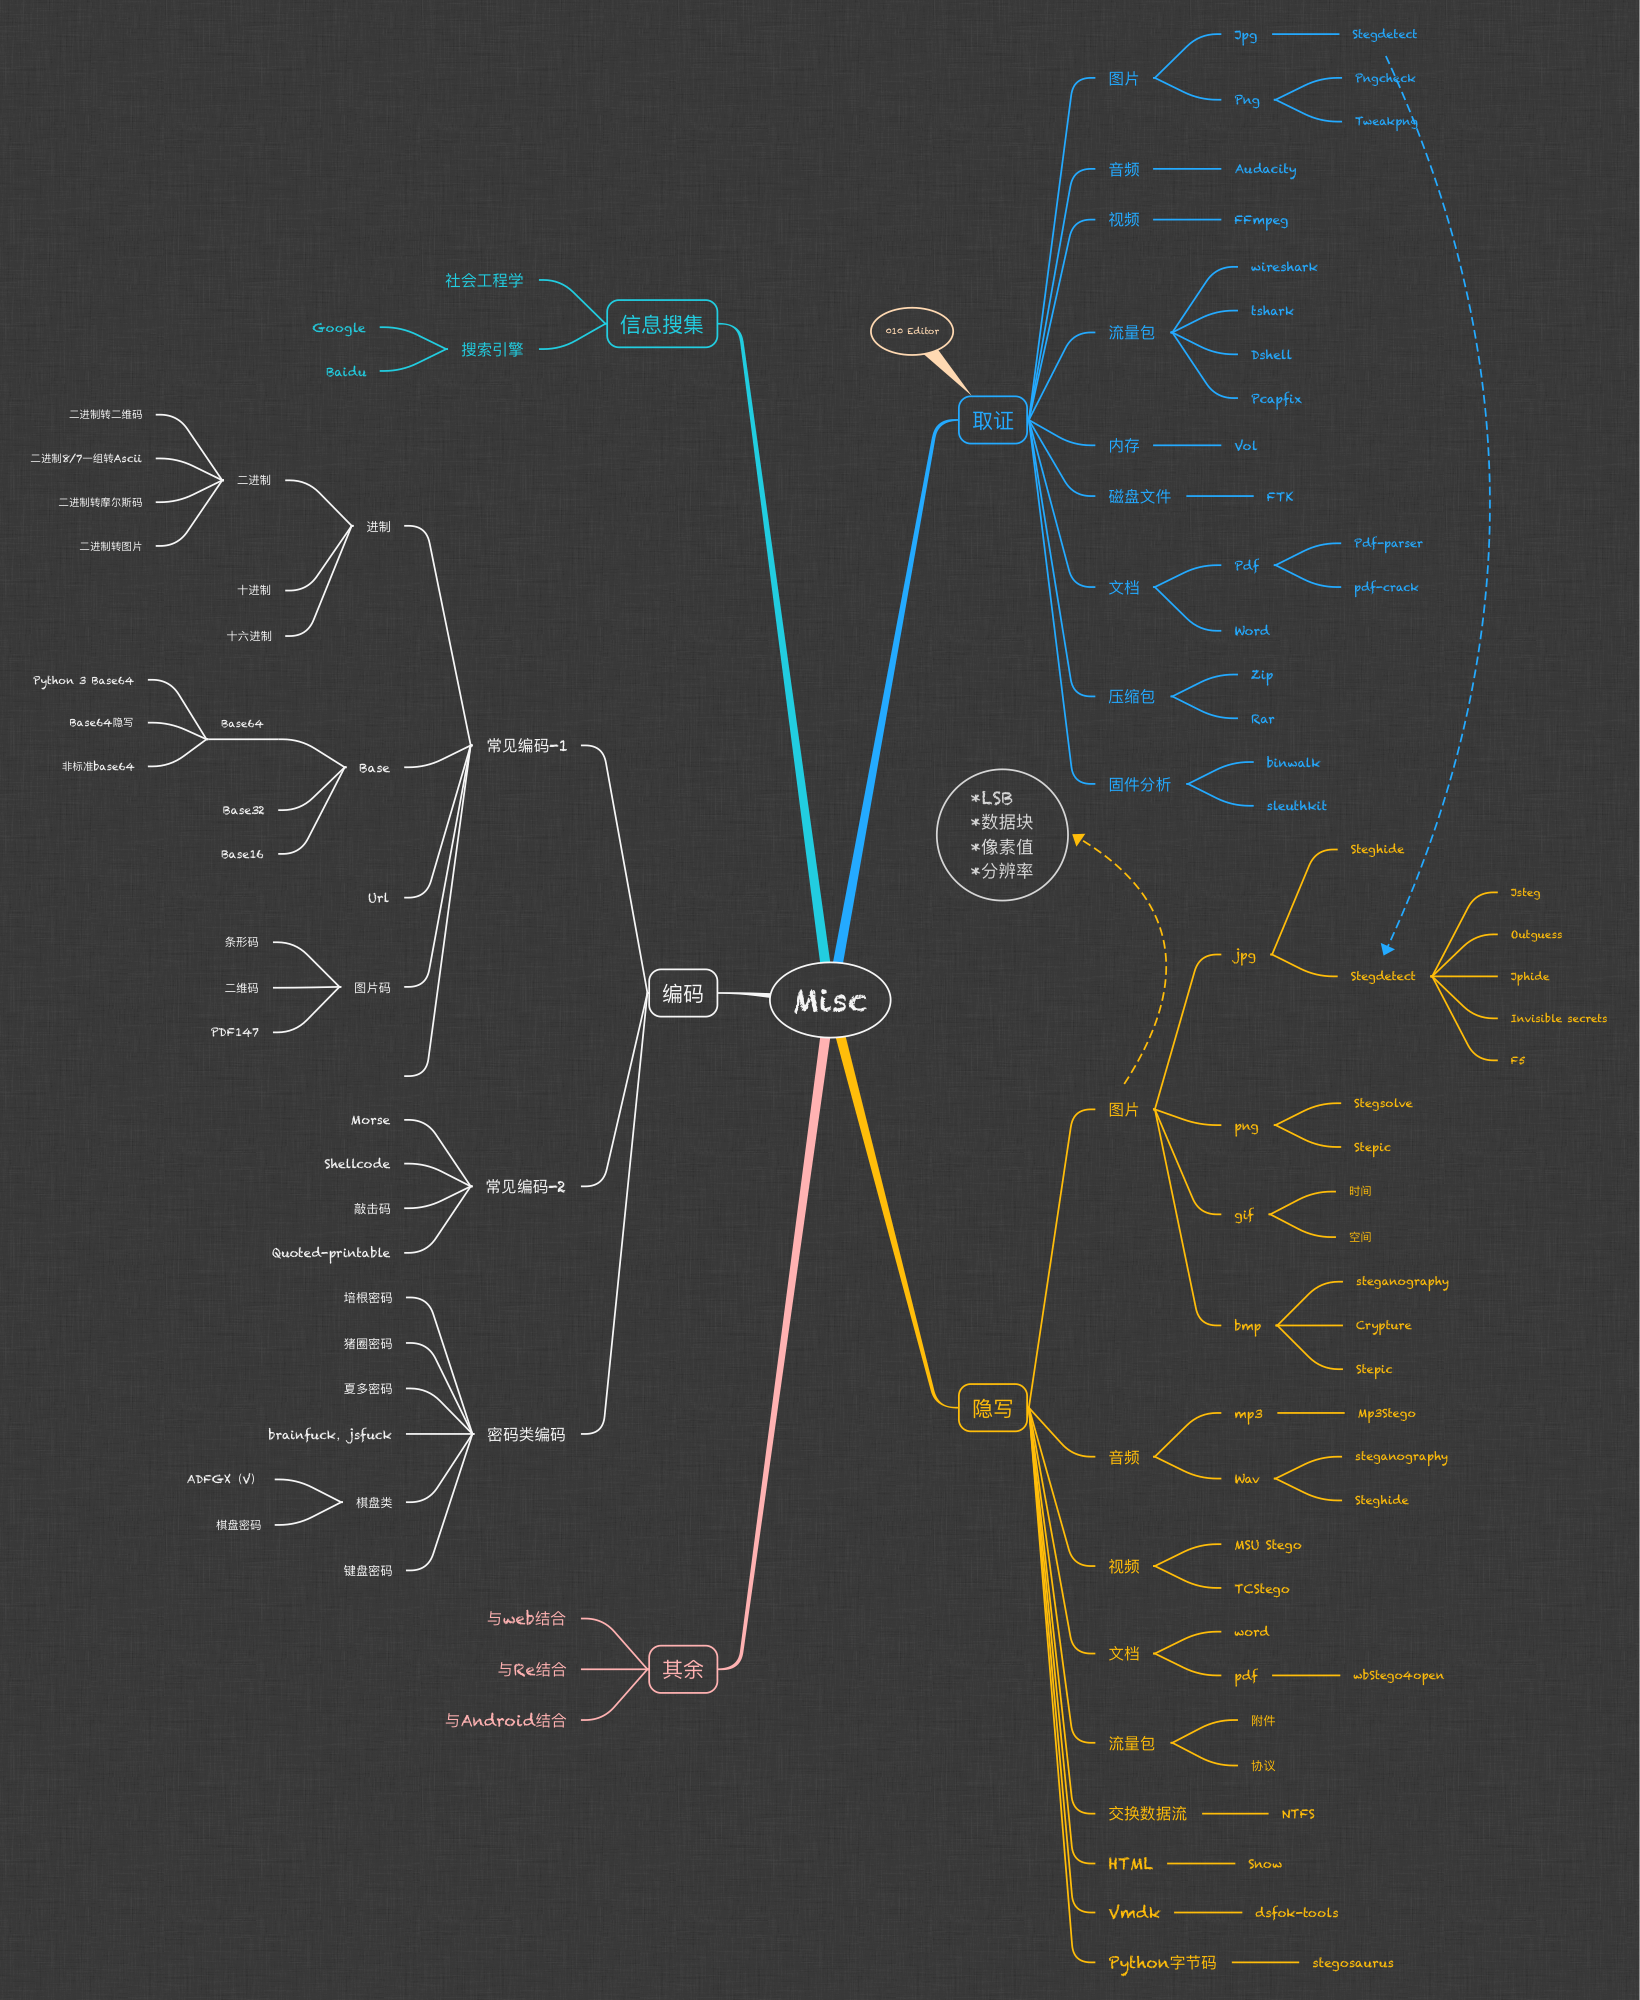 Misc
信息搜集
社会工程学
搜索引擎
Google
Baidu
取证
010 Editor
图片
Jpg
Stegdetect
Png
Pngcheck
Tweakpng
音频
Audacity
视频
FFmpeg
流量包
wireshark
tshark
Dshell
Pcapfix
内存
Vol
磁盘文件
FTK
文档
Pdf
Pdf-parser
pdf-crack
Word
压缩包
Zip
Rar
固件分析
binwalk
sleuthkit
编码
常见编码-1
进制
二进制
二进制转二维码
二进制8/7一组转Ascii
二进制转摩尔斯码
二进制转图片
十进制
十六进制
Base
Base64
Python 3 Base64
Base64隐写
非标准base64
Base32
Base16
Url
图片码
条形码
二维码
PDF147
常见编码-2
Morse
Shellcode
敲击码
Quoted-printable
密码类编码
培根密码
猪圈密码
夏多密码
brainfuck, jsfuck
棋盘类
ADFGX (V)
棋盘密码
键盘密码
其余
与web结合
与Re结合
与Android结合
隐写
*LSB
*数据块
*像素值
*分辨率
图片
jpg
Steghide
Stegdetect
Jsteg
Outguess
Jphide
Invisible secrets
F5
png
Stegsolve
Stepic
gif
时间
空间
bmp
steganography
Crypture
Stepic
音频
mp3
Mp3Stego
Wav
steganography
Steghide
视频
MSU Stego
TCStego
文档
word
pdf
wbStego4open
流量包
附件
协议
交换数据流
NTFS
HTML
Snow
Vmdk
dsfok-tools
Python字节码
stegosaurus